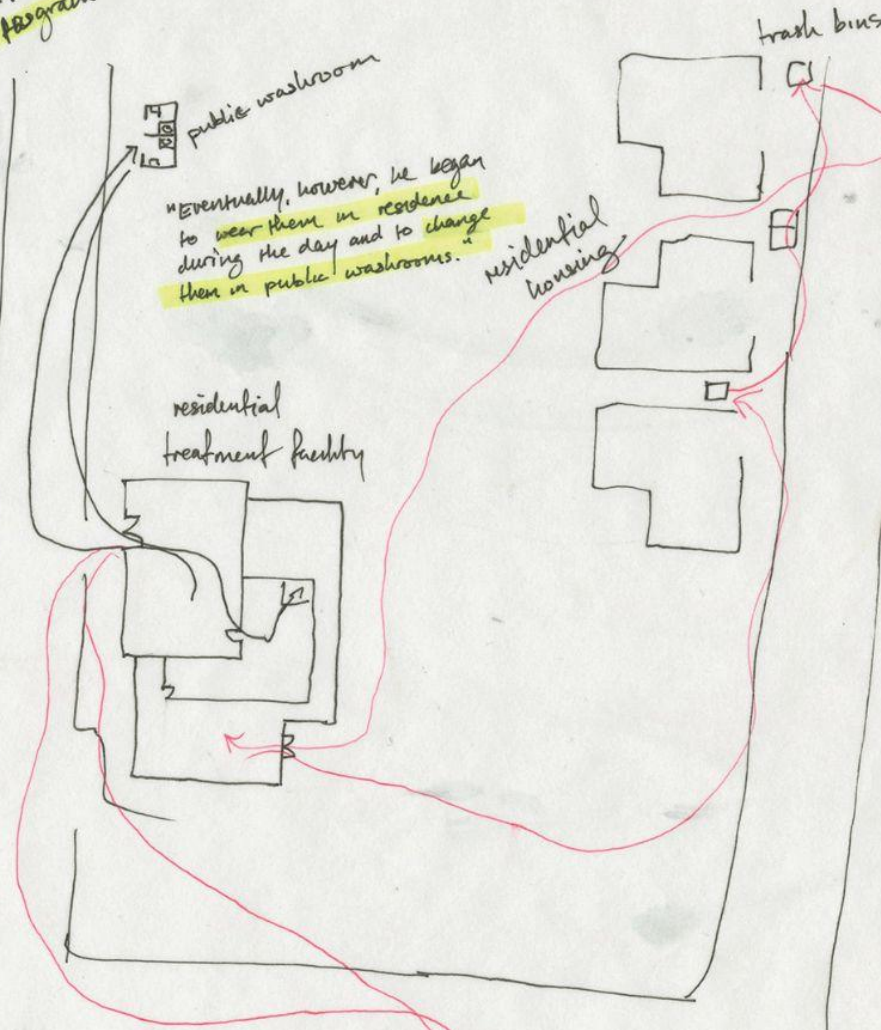 trash bins
public washroom
"Eventually, however, he began
to wear them in residence
during the day and to change
them in public washrooms."
residential
housing
residential
treatment facility